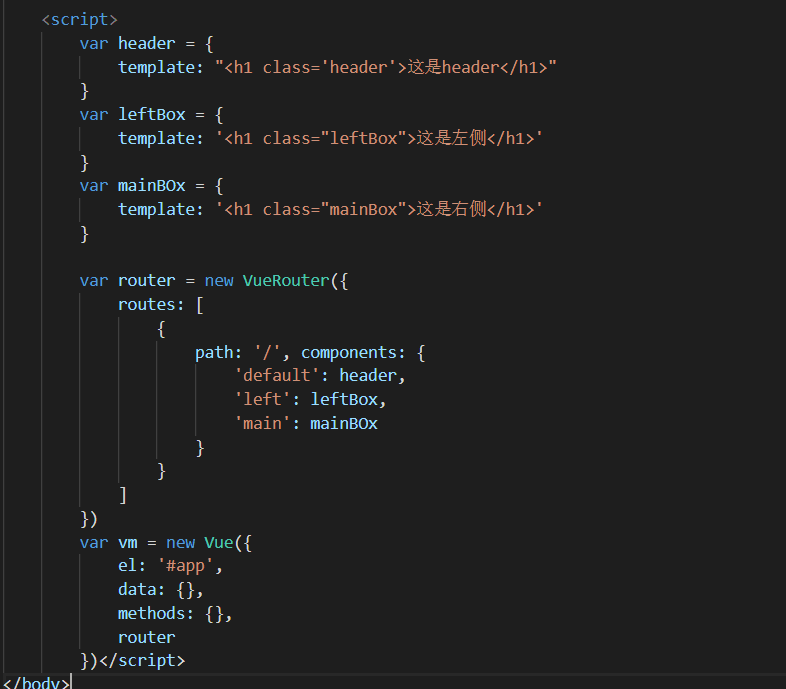 <script>
var header = {
template: "<h1 class='header'>这是header</h1>"
}
var leftBox = {
template: '<h1 class="leftBox">这是左侧</h1>'
}
var mainBOx = {
template: '<h1 class="mainBox">这是右侧</h1>'
}
var router = new VueRouter({
routes: [
{
path: '/', components: {
'default': header,
'left': leftBox,
'main': mainBOx
}
}
]
})
var vm = new Vue({
el: '#app',
data: {},
methods: {},
router
})</script>
</body>